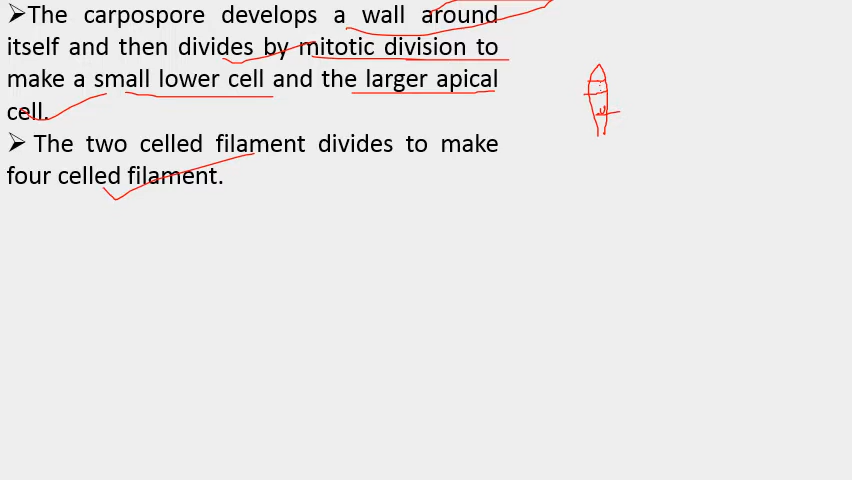 ➢The carpospore develops a wall around
itself and then divides by mitotic division to
make a small lower cell and the larger apical
cell.
➢ The two celled filament divides to make
four celled filament.